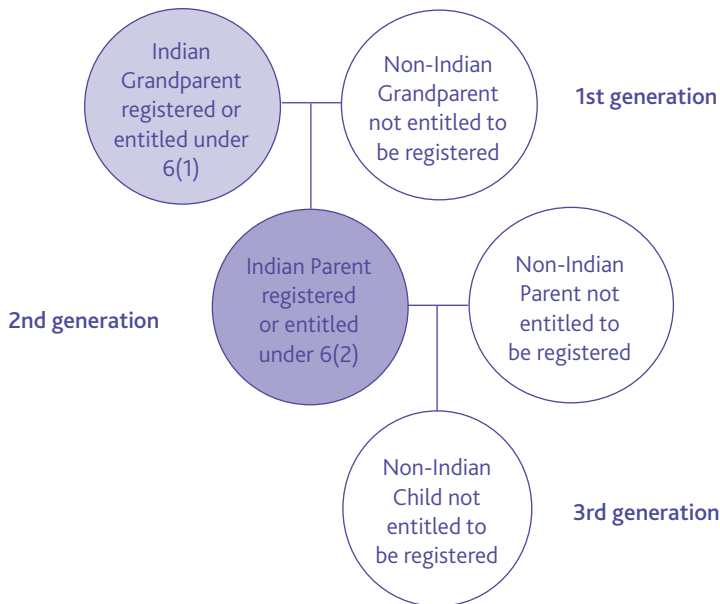 Indian
Grandparent
registered or
entitled under
6(1)
Non-Indian
Grandparent
not entitled to
be registered
1st generation
2nd generation
Indian Parent
registered
or entitled
under 6(2)
Non-Indian
Parent not
entitled to
be registered
Non-Indian
Child not
entitled to
be registered
3rd generation